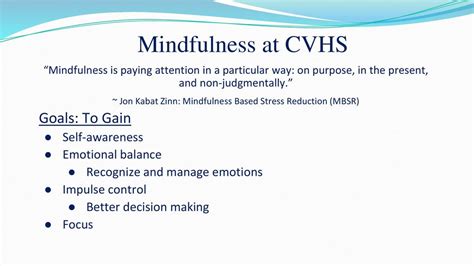 Mindfulness at CVHS
“Mindfulness is paying attention in a particular way: on purpose, in the present,
and non-judgmentally.”
~ Jon Kabat Zinn: Mindfulness Based Stress Reduction (MBSR)
Goals: To Gain
● Self-awareness
● Emotional balance
● Recognize and manage emotions
● Impulse control
● Better decision making
● Focus